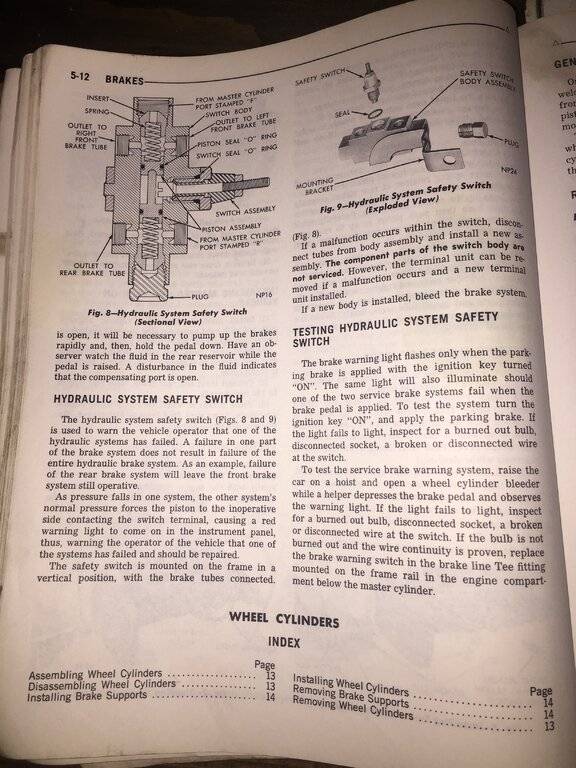 5-12 BRAKES
INSERT
SPRING
OUTLET TO
RIGHT
FRONT
BRAKE TUBE
FROM MASTER CYLINDER
PORT STAMPED "F"
SWITCH BODY
OUTLET TO LEFT
FRONT BRAKE TUBE
PISTON SEAL "O" RING
SWITCH SEAL "O" RING
SWITCH ASSEMBLY
PISTON ASSEMBLY
FROM MASTER CYLINDER
PORT STAMPED "R"
OUTLET TO
REAR BRAKE TUBE
PLUG
NP16
Fig. 8—Hydraulic System Safety Switch
(Sectional View)
is open, it will be necessary to pump up the brakes
rapidly and, then, hold the pedal down. Have an ob-
server watch the fluid in the rear reservoir while the
pedal is raised. A disturbance in the fluid indicates
that the compensating port is open.
HYDRAULIC SYSTEM SAFETY SWITCH
The hydraulic system safety switch (Figs. 8 and 9)
is used to warn the vehicle operator that one of the
hydraulic systems has failed. A failure in one part
of the brake system does not result in failure of the
entire hydraulic brake system. As an example, failure
of the rear brake system will leave the front brake
system still operative.
As pressure falls in one system, the other system's
normal pressure forces the piston to the inoperative
side contacting the switch terminal, causing a red
warning light to come on in the instrument panel,
thus, warning the operator of the vehicle that one of
the systems has failed and should be repaired.
The safety switch is mounted on the frame in a
vertical position, with the brake tubes connected.
SAFETY SWITCH
SAFETY SWITCH
BODY ASSEMBLY
SEAL
PLUG
MOUNTING
BRACKET
NP26
Fig. 9—Hydraulic System Safety Switch
(Exploded View)
(Fig. 8).
If a malfunction occurs within the switch, discon-
nect tubes from body assembly and install a new as-
sembly. The component parts of the switch body are
not serviced. However, the terminal unit can be re-
moved if a malfunction occurs and a new terminal
unit installed.
If a new body is installed, bleed the brake system.
TESTING HYDRAULIC SYSTEM SAFETY
SWITCH
The brake warning light flashes only when the park-
ing brake is applied with the ignition key turned
"ON". The same light will also illuminate should
one of the two service brake systems fail when the
brake pedal is applied. To test the system turn the
ignition key "ON", and apply the parking brake. If
the light fails to light, inspect for a burned out bulb,
disconnected socket, a broken or disconnected wire
at the switch.
To test the service brake warning system, raise the
car on a hoist and open a wheel cylinder bleeder
while a helper depresses the brake pedal and observes
the warning light. If the light fails to light, inspect
for a burned out bulb, disconnected socket, a broken
or disconnected wire at the switch. If the bulb is not
burned out and the wire continuity is proven, replace
the brake warning switch in the brake line Tee fitting
mounted on the frame rail in the engine compart-
ment below the master cylinder.
WHEEL CYLINDERS
INDEX
Page
Assembling Wheel Cylinders .................. 13
Disassembling Wheel Cylinders ................ 13
Installing Brake Supports ..................... 14
Page
Installing Wheel Cylinders .................... 14
Removing Brake Supports .................... 14
Removing Wheel Cylinders ................... 13
GEN